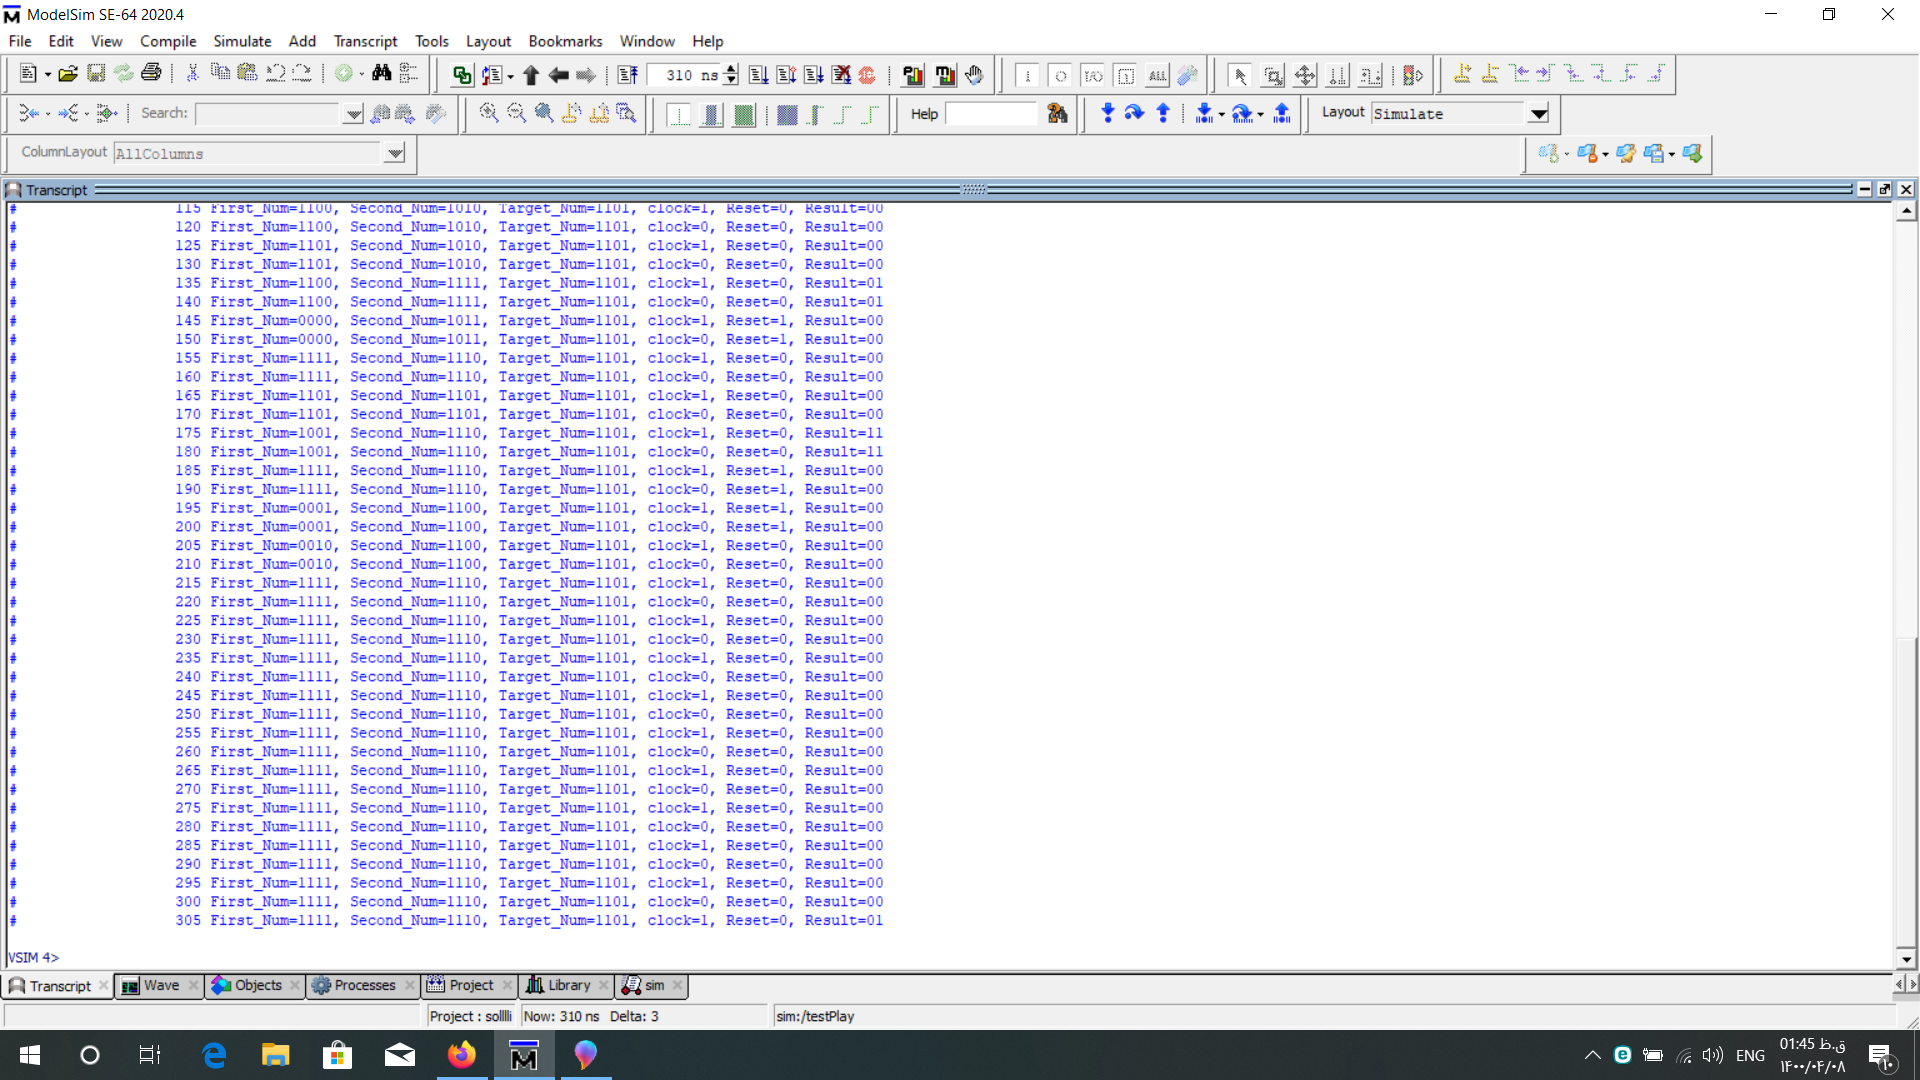 ModelSim SE-64 2020.4
File Edit View Compile Simulate Add Transcript Tools Layout Bookmarks Window Help
310 ns
Search:
Help
Layout Simulate
ColumnLayout AllColumns
Transcript
# 115 First_Num=1100, Second_Num=1010, Target_Num=1101, clock=1, Reset=0, Result=00
# 120 First_Num=1100, Second_Num=1010, Target_Num=1101, clock=0, Reset=0, Result=00
# 125 First_Num=1101, Second_Num=1010, Target_Num=1101, clock=1, Reset=0, Result=00
# 130 First_Num=1101, Second_Num=1010, Target_Num=1101, clock=0, Reset=0, Result=00
# 135 First_Num=1100, Second_Num=1111, Target_Num=1101, clock=1, Reset=0, Result=01
# 140 First_Num=1100, Second_Num=1111, Target_Num=1101, clock=0, Reset=0, Result=01
# 145 First_Num=0000, Second_Num=1011, Target_Num=1101, clock=1, Reset=1, Result=00
# 150 First_Num=0000, Second_Num=1011, Target_Num=1101, clock=0, Reset=1, Result=00
# 155 First_Num=1111, Second_Num=1110, Target_Num=1101, clock=1, Reset=0, Result=00
# 160 First_Num=1111, Second_Num=1110, Target_Num=1101, clock=0, Reset=0, Result=00
# 165 First_Num=1101, Second_Num=1101, Target_Num=1101, clock=1, Reset=0, Result=00
# 170 First_Num=1101, Second_Num=1101, Target_Num=1101, clock=0, Reset=0, Result=00
# 175 First_Num=1001, Second_Num=1110, Target_Num=1101, clock=1, Reset=0, Result=11
# 180 First_Num=1001, Second_Num=1110, Target_Num=1101, clock=0, Reset=0, Result=11
# 185 First_Num=1111, Second_Num=1110, Target_Num=1101, clock=1, Reset=1, Result=00
# 190 First_Num=1111, Second_Num=1110, Target_Num=1101, clock=0, Reset=1, Result=00
# 195 First_Num=0001, Second_Num=1100, Target_Num=1101, clock=1, Reset=1, Result=00
# 200 First_Num=0001, Second_Num=1100, Target_Num=1101, clock=0, Reset=1, Result=00
# 205 First_Num=0010, Second_Num=1100, Target_Num=1101, clock=1, Reset=0, Result=00
# 210 First_Num=0010, Second_Num=1100, Target_Num=1101, clock=0, Reset=0, Result=00
# 215 First_Num=1111, Second_Num=1110, Target_Num=1101, clock=1, Reset=0, Result=00
# 220 First_Num=1111, Second_Num=1110, Target_Num=1101, clock=0, Reset=0, Result=00
# 225 First_Num=1111, Second_Num=1110, Target_Num=1101, clock=1, Reset=0, Result=00
# 230 First_Num=1111, Second_Num=1110, Target_Num=1101, clock=0, Reset=0, Result=00
# 235 First_Num=1111, Second_Num=1110, Target_Num=1101, clock=1, Reset=0, Result=00
# 240 First_Num=1111, Second_Num=1110, Target_Num=1101, clock=0, Reset=0, Result=00
# 245 First_Num=1111, Second_Num=1110, Target_Num=1101, clock=1, Reset=0, Result=00
# 250 First_Num=1111, Second_Num=1110, Target_Num=1101, clock=0, Reset=0, Result=00
# 255 First_Num=1111, Second_Num=1110, Target_Num=1101, clock=1, Reset=0, Result=00
# 260 First_Num=1111, Second_Num=1110, Target_Num=1101, clock=0, Reset=0, Result=00
# 265 First_Num=1111, Second_Num=1110, Target_Num=1101, clock=1, Reset=0, Result=00
# 270 First_Num=1111, Second_Num=1110, Target_Num=1101, clock=0, Reset=0, Result=00
# 275 First_Num=1111, Second_Num=1110, Target_Num=1101, clock=1, Reset=0, Result=00
# 280 First_Num=1111, Second_Num=1110, Target_Num=1101, clock=0, Reset=0, Result=00
# 285 First_Num=1111, Second_Num=1110, Target_Num=1101, clock=1, Reset=0, Result=00
# 290 First_Num=1111, Second_Num=1110, Target_Num=1101, clock=0, Reset=0, Result=00
# 295 First_Num=1111, Second_Num=1110, Target_Num=1101, clock=1, Reset=0, Result=00
# 300 First_Num=1111, Second_Num=1110, Target_Num=1101, clock=0, Reset=0, Result=00
# 305 First_Num=1111, Second_Num=1110, Target_Num=1101, clock=1, Reset=0, Result=01
VSIM 4>
Transcript Wave Objects Processes Project Library sim
Project : solllli Now: 310 ns Delta: 3 sim:/testPlay
ENG 01:45 ق.ظ
۱۴۰۰/۰۴/۰۸